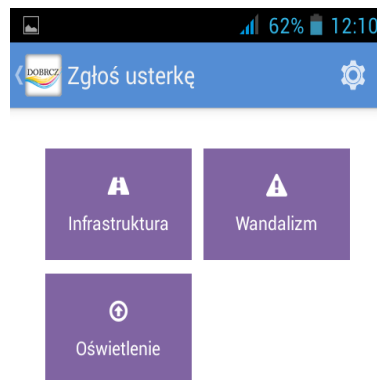 62% 12:10
DOBRCZ Zgłoś usterkę
Infrastruktura Wandalizm
Oświetlenie